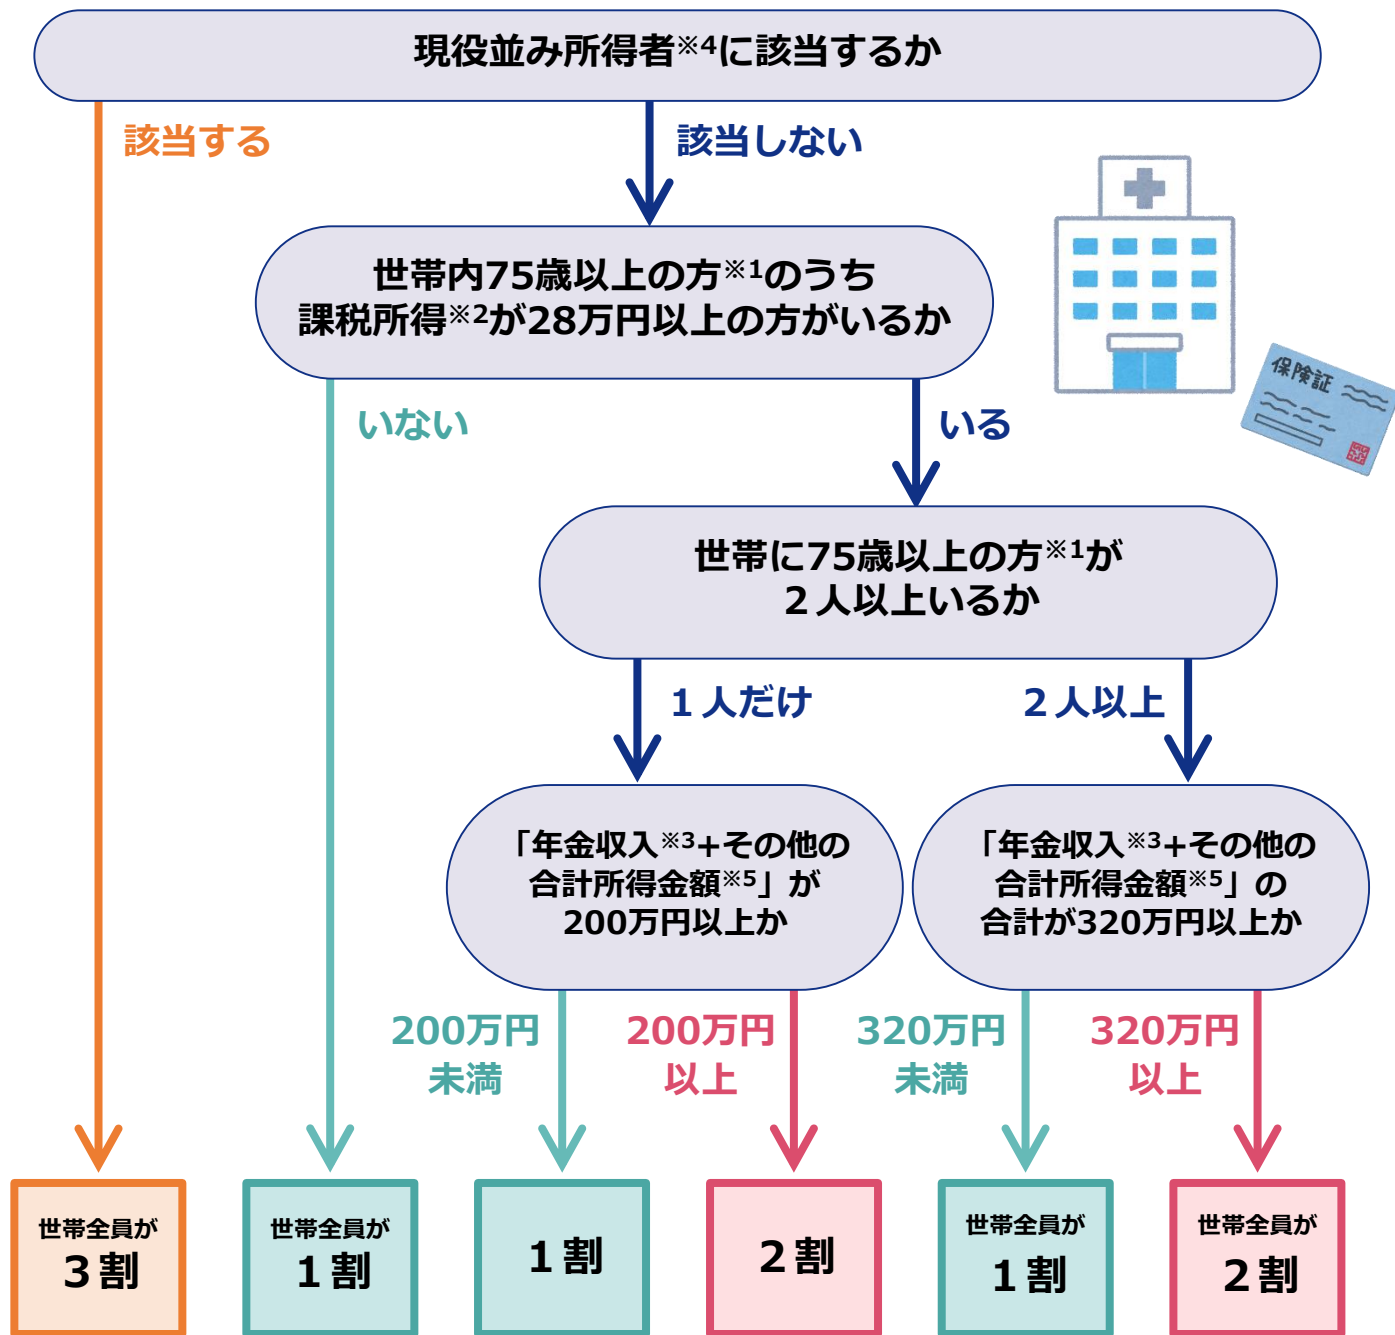 現役並み所得者※4に該当するか
該当する
該当しない
世帯内75歳以上の方※1のうち
課税所得※2が28万円以上の方がいるか
保険証
いない
いる
世帯に75歳以上の方※1が
２人以上いるか
１人だけ
２人以上
「年金収入※3+その他の
合計所得金額※5」が
200万円以上か
「年金収入※3+その他の
合計所得金額※5」の
合計が320万円以上か
200万円
未満
200万円
以上
320万円
未満
320万円
以上
世帯全員が
３割
世帯全員が
１割
１割
２割
世帯全員が
１割
世帯全員が
２割